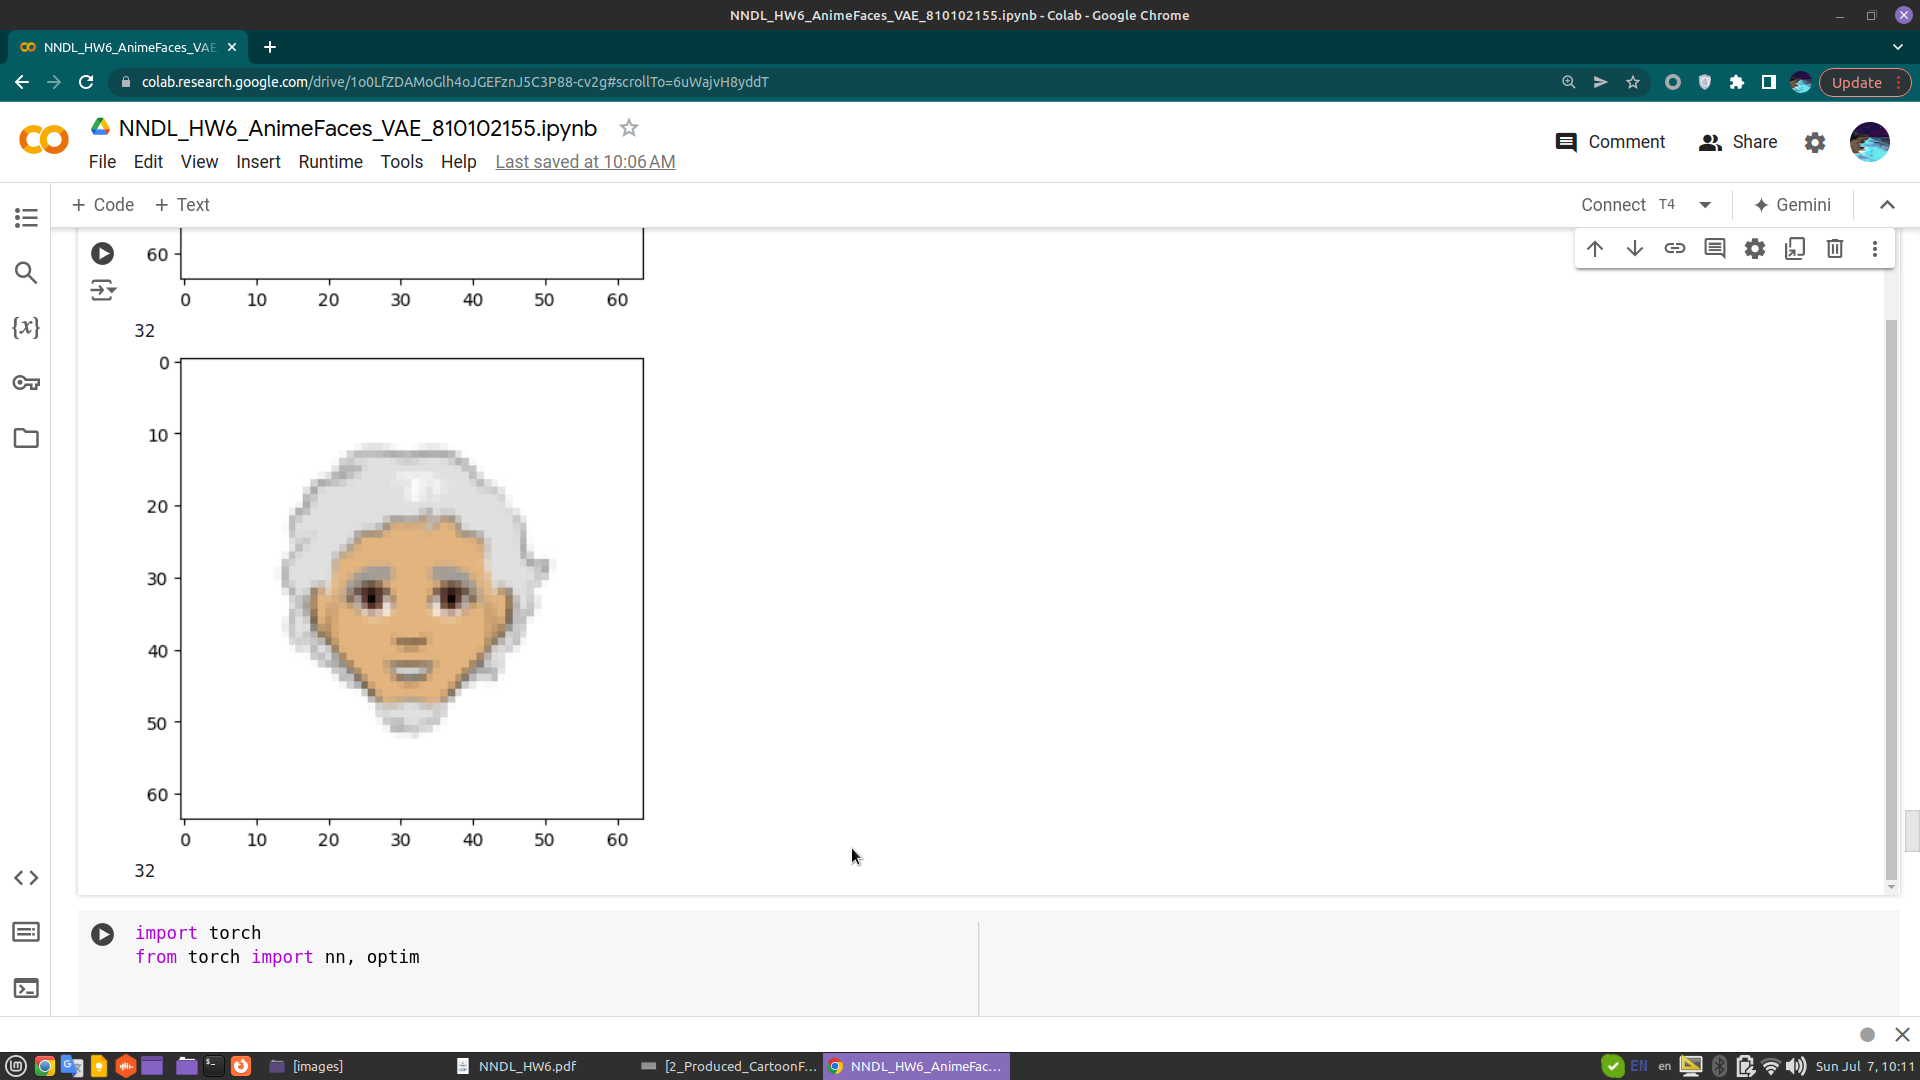 NNDL_HW6_AnimeFaces_VAE_810102155.ipynb - Colab - Google Chrome
NNDL_HW6_AnimeFaces_VAE
colab.research.google.com/drive/1o0LfZDAMoGlh4oJGEFznJ5C3P88-cv2g#scrollTo=6uWajvH8yddT
Update
NNDL_HW6_AnimeFaces_VAE_810102155.ipynb
File Edit View Insert Runtime Tools Help Last saved at 10:06 AM
Comment Share
+ Code + Text
Connect T4 Gemini
60
0 10 20 30 40 50 60
32
0
10
20
30
40
50
60
0 10 20 30 40 50 60
32
{x}
import torch
from torch import nn, optim
[images] NNDL_HW6.pdf [2_Produced_CartoonF... NNDL_HW6_AnimeFac... EN en Sun Jul 7, 10:11